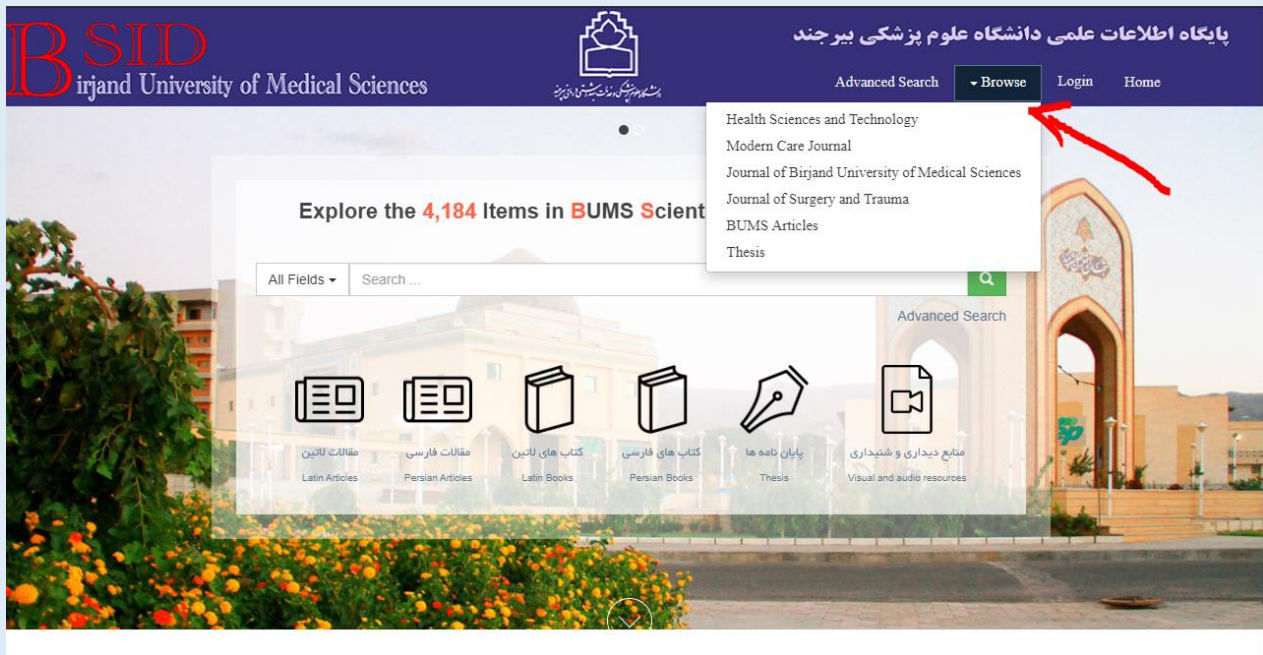 BSID
Birjand University of Medical Sciences
پایگاه اطلاعات علمی دانشگاه علوم پزشکی بیرجند
Advanced Search
Browse
Login
Home
Health Sciences and Technology
Modern Care Journal
Journal of Birjand University of Medical Sciences
Journal of Surgery and Trauma
BUMS Articles
Thesis
Explore the 4,184 Items in BUMS Scient
All Fields
Search ...
Advanced Search
مقالات لاتین
Latin Articles
مقالات فارسی
Persian Articles
کتاب های لاتین
Latin Books
کتاب های فارسی
Persian Books
پایان نامه ها
Thesis
منابع دیداری و شنیداری
Visual and audio resources